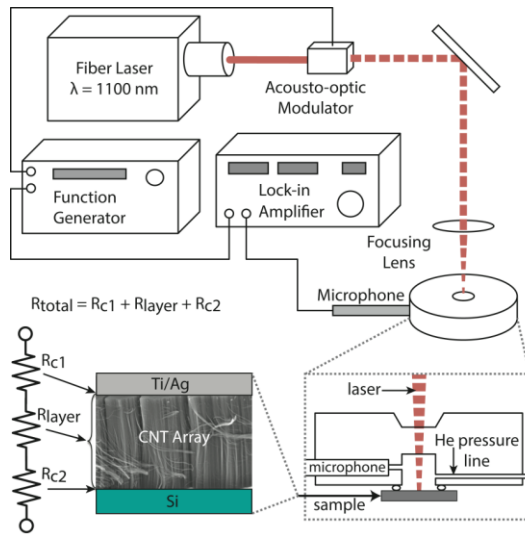 Fiber Laser
λ = 1100 nm
Acousto-optic
Modulator
Function
Generator
Lock-in
Amplifier
Focusing
Lens
Microphone
Rtotal = Rc1 + Rlayer + Rc2
Rc1
Rlayer
Rc2
Ti/Ag
CNT Array
Si
laser
He pressure
line
microphone
sample